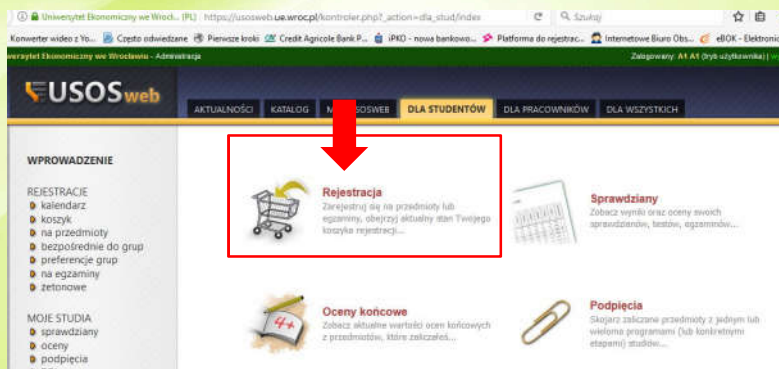 Uniwersytet Ekonomiczny we Wrocł... (PL) https://usosweb.ue.wroc.pl/kontroler.php?_action=dla_stud/index Szukaj
Konwerter wideo z Yo... Często odwiedzane Pierwsze kroki Credit Agricole Bank P... iPKO - nowa bankowo... Platforma do rejestrac... Internetowe Biuro Obs... eBOK - Elektronic
wersytet Ekonomiczny we Wrocławiu - Administracja Zalogowany: A1 A1 (tryb użytkownika) |
USOSweb
AKTUALNOŚCI KATALOG DLA STUDENTÓW DLA PRACOWNIKÓW DLA WSZYSTKICH
WPROWADZENIE
REJESTRACJE
kalendarz
koszyk
na przedmioty
bezpośrednie do grup
preferencje grup
na egzaminy
żetonowe
MOJE STUDIA
sprawdziany
oceny
podpięcia
Rejestracja
Zarejestruj się na przedmioty lub
egzaminy, obejrzyj aktualny stan Twojego
koszyka rejestracji...
Sprawdziany
Zobacz wyniki oraz oceny swoich
sprawdzianów, testów, egzaminów...
4+
Oceny końcowe
Zobacz aktualne wartości ocen końcowych
z przedmiotów, które zaliczałeś...
Podpięcia
Skojarz zaliczane przedmioty z jednym lub
wieloma programami (lub konkretnymi
etapami) studiów...